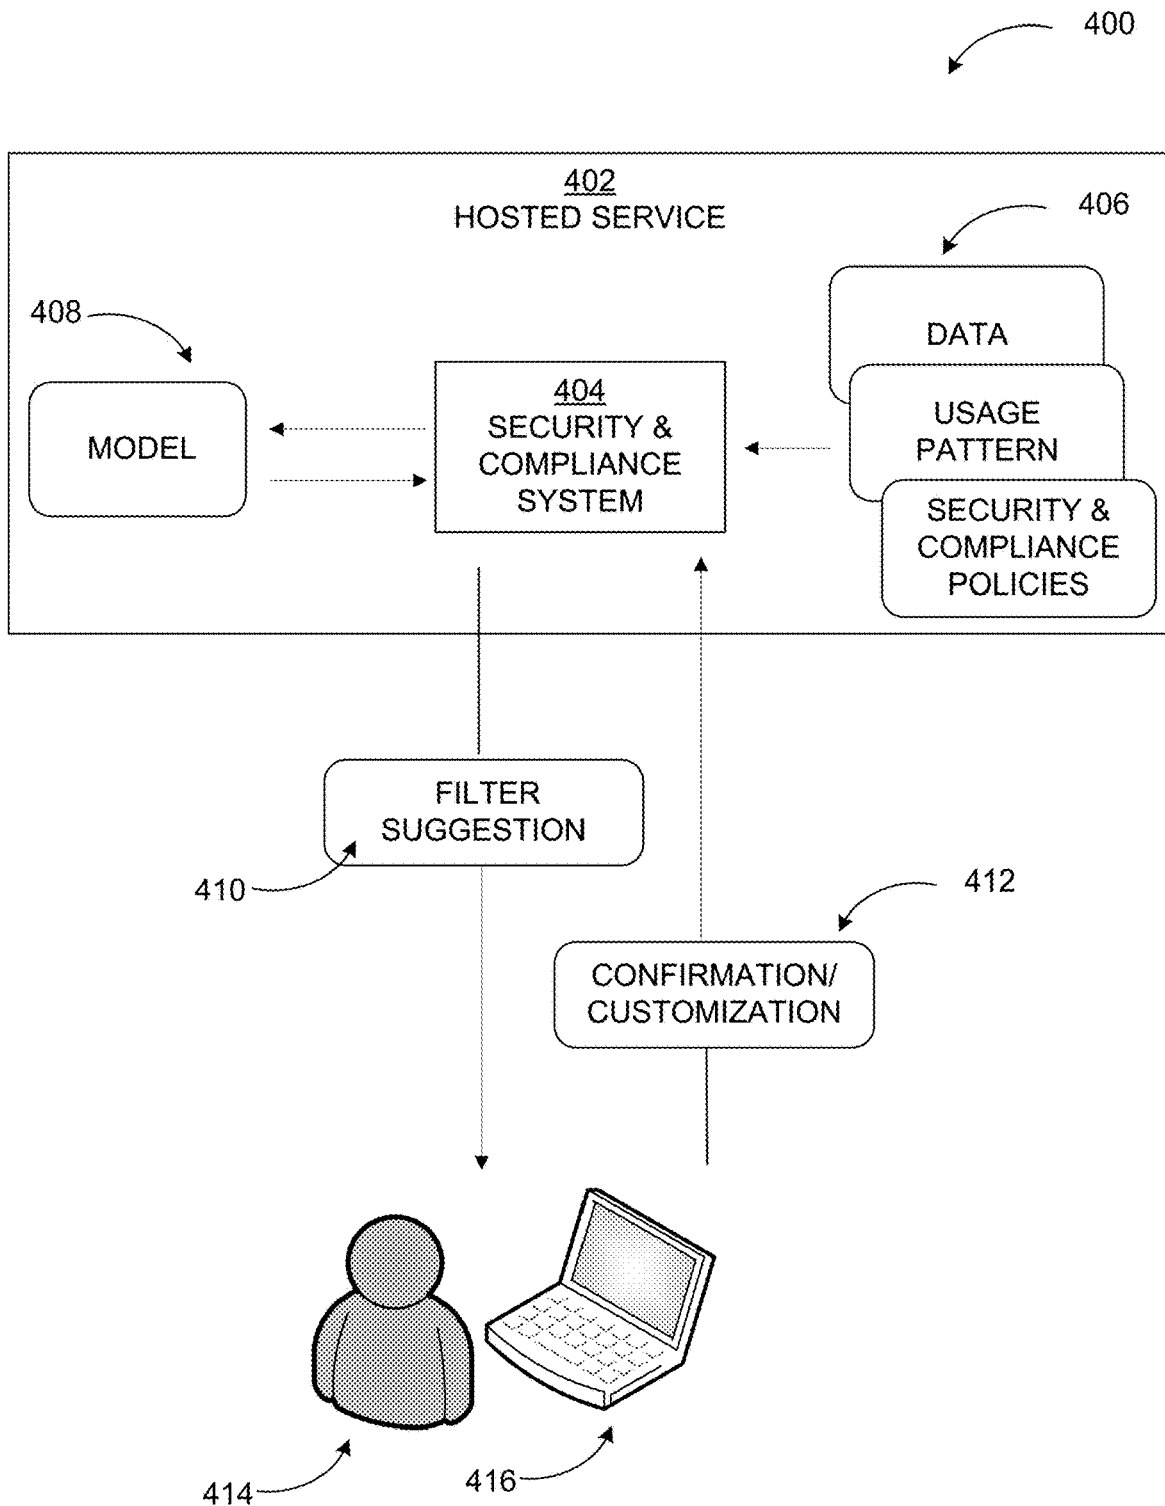 400
402
HOSTED SERVICE
406
408
DATA
404
SECURITY &
COMPLIANCE
SYSTEM
MODEL
USAGE
PATTERN
SECURITY &
COMPLIANCE
POLICIES
FILTER
SUGGESTION
410
412
CONFIRMATION/
CUSTOMIZATION
414
416